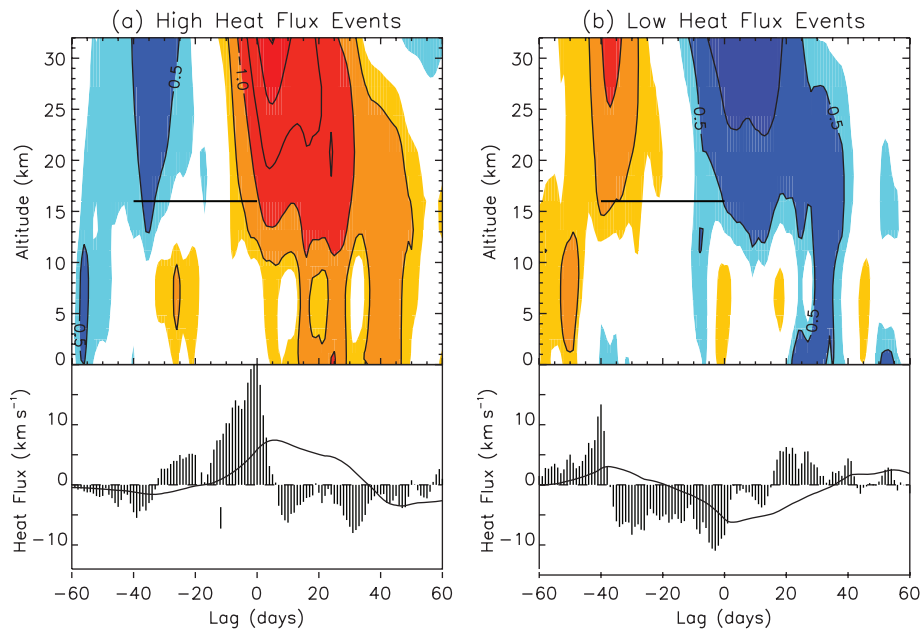 (a) High Heat Flux Events
(b) Low Heat Flux Events
Altitude (km)
30
25
20
15
10
5
0
0.5
1.0
0.5
Altitude (km)
30
25
20
15
10
5
0
0.5
0.5
0.5
Heat Flux (km s⁻¹)
10
0
−10
Heat Flux (km s⁻¹)
10
0
−10
−60 −40 −20 0 20 40 60
Lag (days)
−60 −40 −20 0 20 40 60
Lag (days)